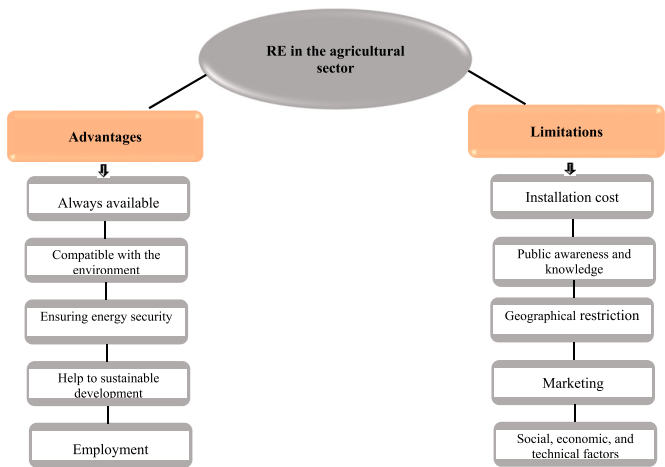 RE in the agricultural
sector
Advantages
Always available
Compatible with the
environment
Ensuring energy security
Help to sustainable
development
Employment
Limitations
Installation cost
Public awareness and
knowledge
Geographical restriction
Marketing
Social, economic, and
technical factors